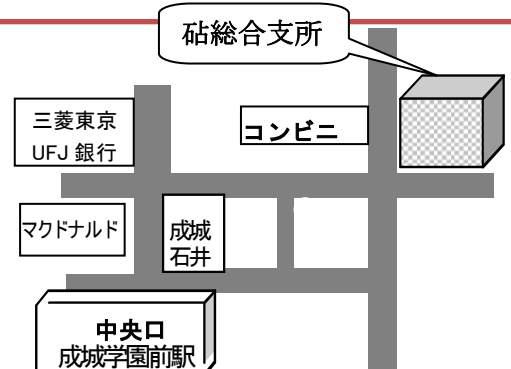 砧総合支所
三菱東京
UFJ 銀行
コンビニ
マクドナルド
成城
石井
中央口
成城学園前駅